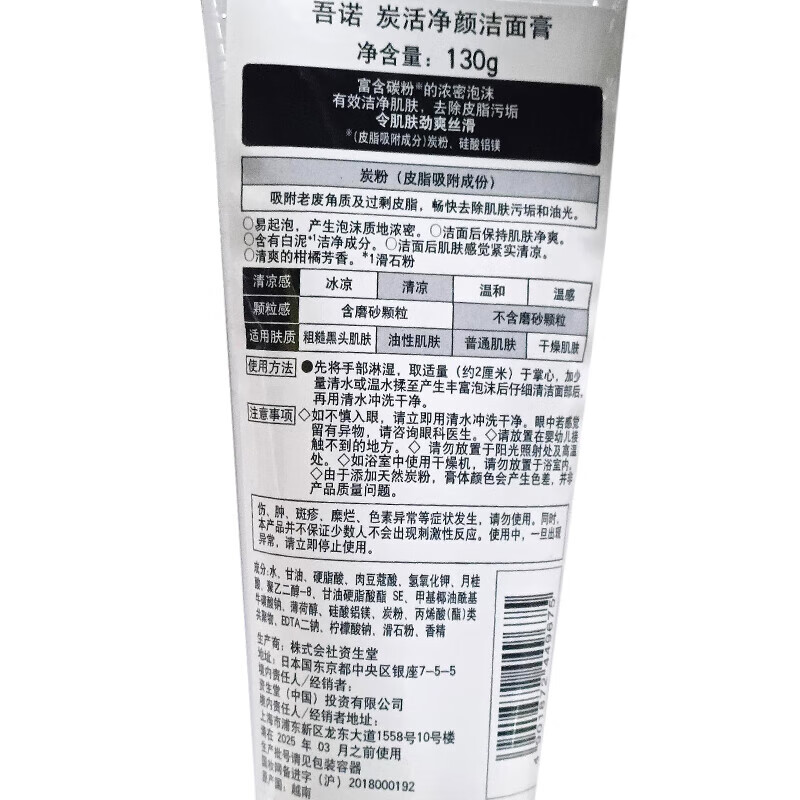 吾诺 炭活净颜洁面膏
净含量：130g
富含碳粉※的浓密泡沫
有效洁净肌肤，去除皮脂污垢
令肌肤劲爽丝滑
※(皮脂吸附成分)炭粉、硅酸铝镁
炭粉（皮脂吸附成份）
吸附老废角质及过剩皮脂，畅快去除肌肤污垢和油光。
○易起泡，产生泡沫质地浓密。○洁面后保持肌肤净爽。
○含有白泥*1洁净成分。○洁面后肌肤感觉紧实清凉。
○清爽的柑橘芳香。*1滑石粉
清凉感 冰凉 清凉 温和 温感
颗粒感 含磨砂颗粒 不含磨砂颗粒
适用肤质 粗糙黑头肌肤 油性肌肤 普通肌肤 干燥肌肤
使用方法 ●先将手部淋湿，取适量（约2厘米）于掌心，加少
量清水或温水揉至产生丰富泡沫后仔细清洁面部后，
再用清水冲洗干净。
注意事项 ◇如不慎入眼，请立即用清水冲洗干净。眼中若感觉
留有异物，请咨询眼科医生。◇请放置在婴幼儿接
触不到的地方。◇ 请勿放置于阳光照射处及高温
处。◇如浴室中使用干燥机，请勿放置于浴室内。
◇由于添加天然炭粉，膏体颜色会产生色差，并非
产品质量问题。
伤、肿、斑疹、糜烂、色素异常等症状发生，请勿使用。同时，
本产品并不保证少数人不会出现刺激性反应。使用中，一旦出现
异常，请立即停止使用。
成分：水、甘油、硬脂酸、肉豆蔻酸、氢氧化钾、月桂
酸、聚乙二醇-8、甘油硬脂酸酯 SE、甲基椰油酰基
牛磺酸钠、薄荷醇、硅酸铝镁、炭粉、丙烯酸(酯)类
共聚物、EDTA二钠、柠檬酸钠、滑石粉、香精
生产商：株式会社资生堂
地址：日本国东京都中央区银座7-5-5
境内责任人/经销者：
资生堂（中国）投资有限公司
境内责任人/经销者地址：
上海市浦东新区龙东大道1558号10号楼
请在 2025 年 03 月之前使用
生产批号请见包装容器
国妆网备进字（沪）2018000192
原产国：越南